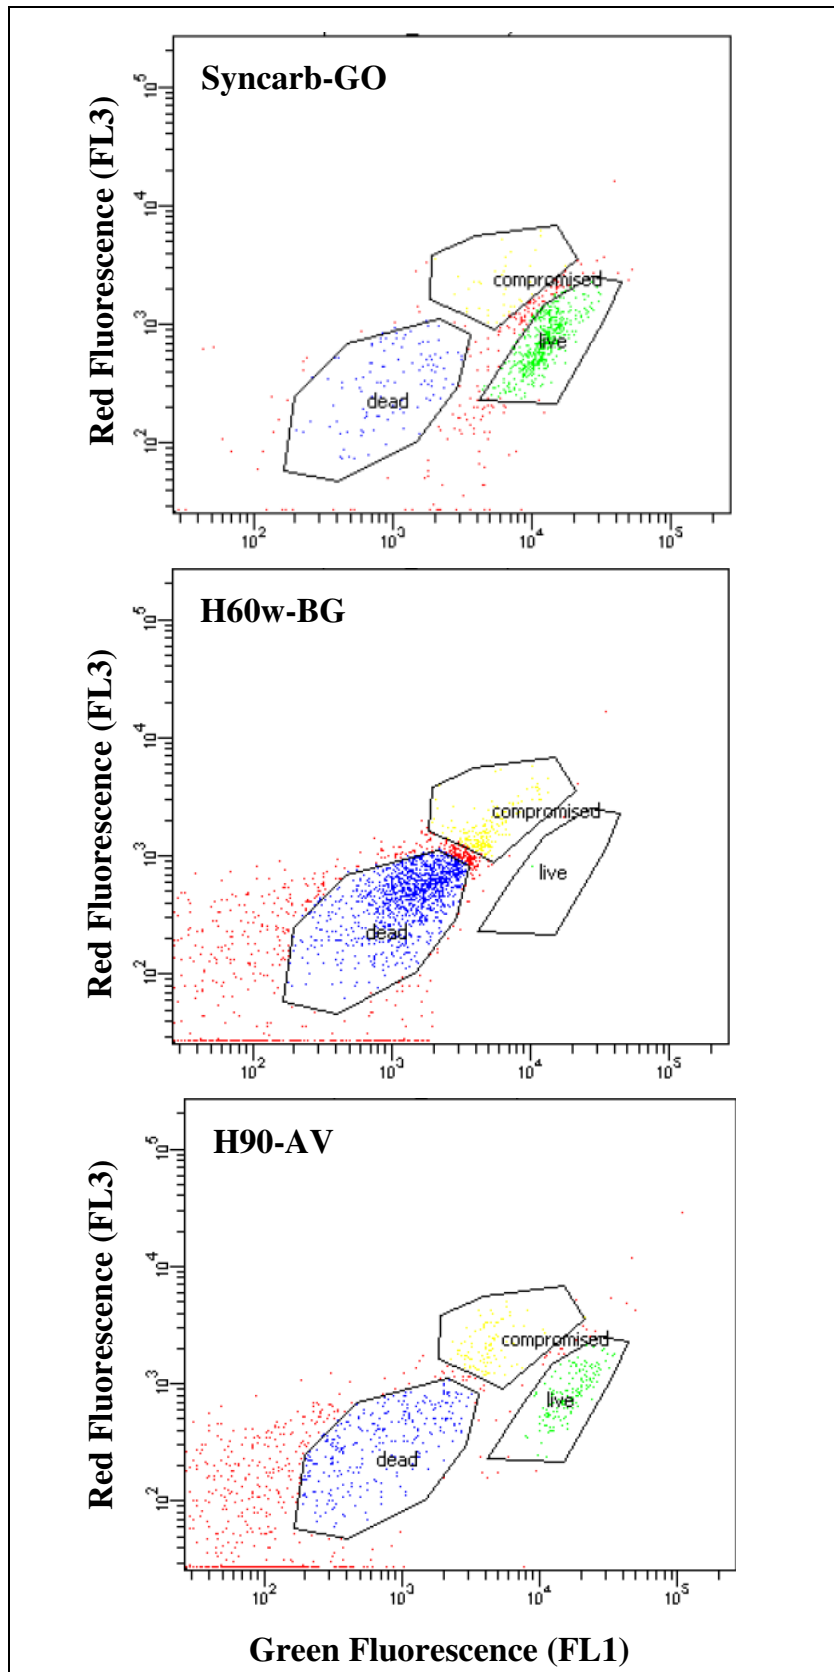 Syncarb-GO
Red Fluorescence (FL3)
10^5
10^4
10^3
10^2
compromised
live
dead
10^2 10^3 10^4 10^5
H60w-BG
Red Fluorescence (FL3)
10^5
10^4
10^3
10^2
compromised
live
dead
10^2 10^3 10^4 10^5
H90-AV
Red Fluorescence (FL3)
10^5
10^4
10^3
10^2
compromised
live
dead
10^2 10^3 10^4 10^5
Green Fluorescence (FL1)